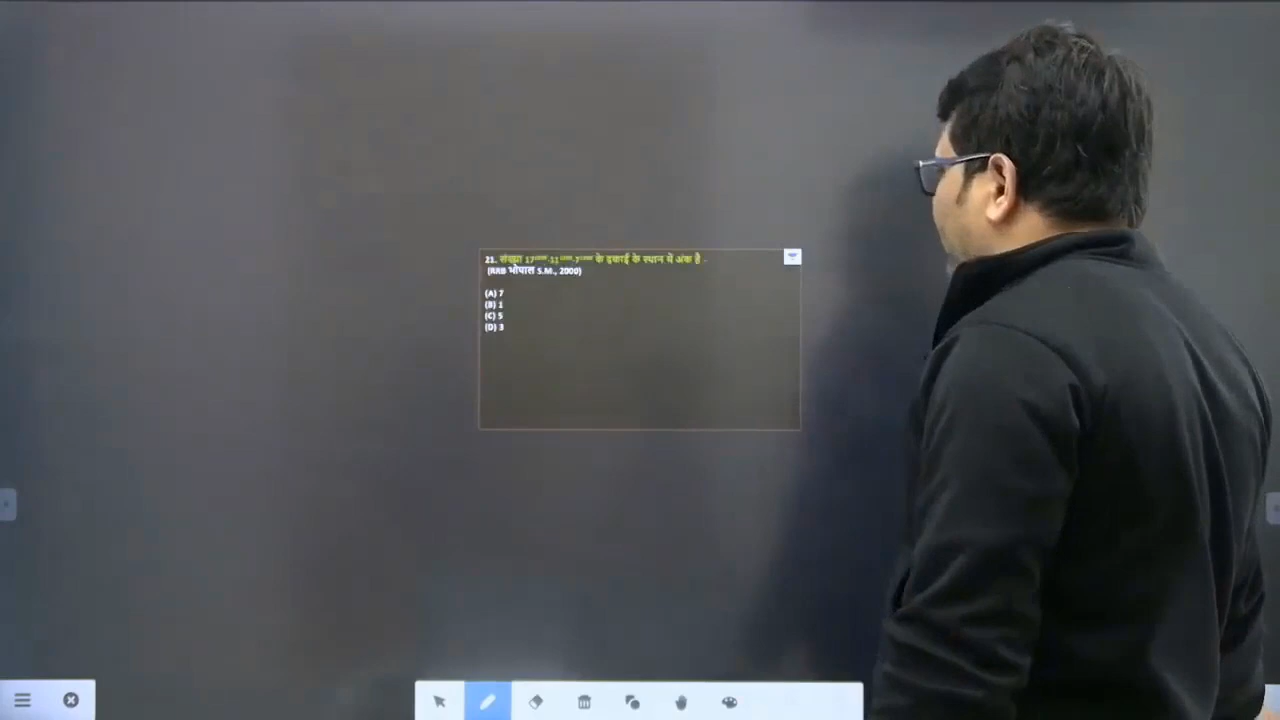 21. संख्या 17 11 7 के इकाई के स्थान में अंक है -
(RRB भोपाल S.M., 2000)
(A) 7
(B) 1
(C) 5
(D) 3